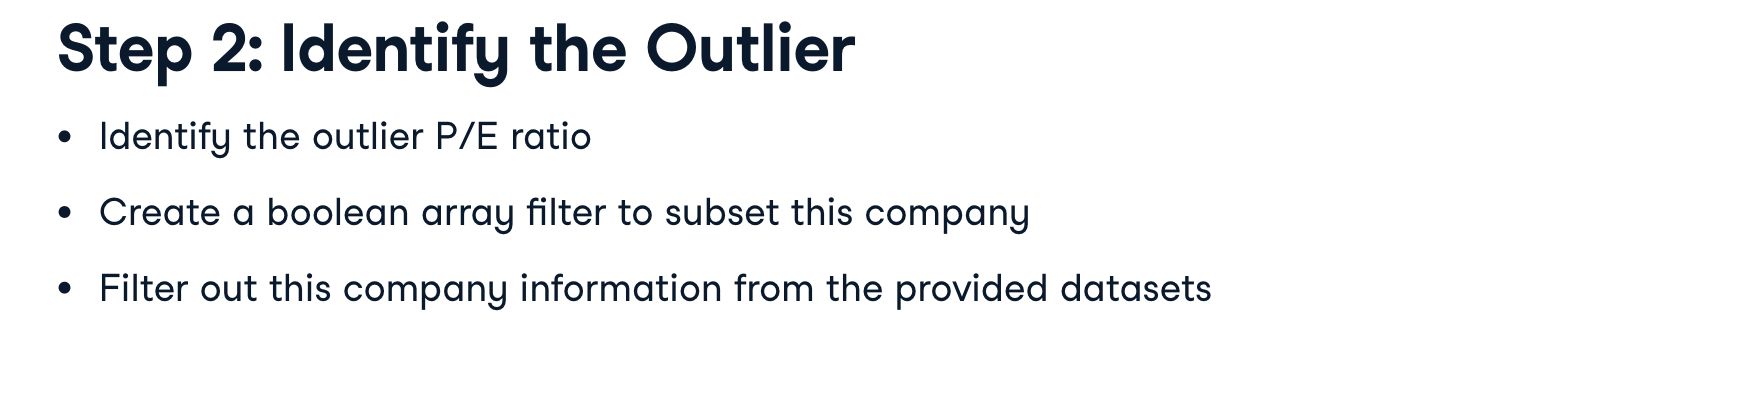 Step 2: Identify the Outlier
• Identify the outlier P/E ratio
• Create a boolean array filter to subset this company
• Filter out this company information from the provided datasets